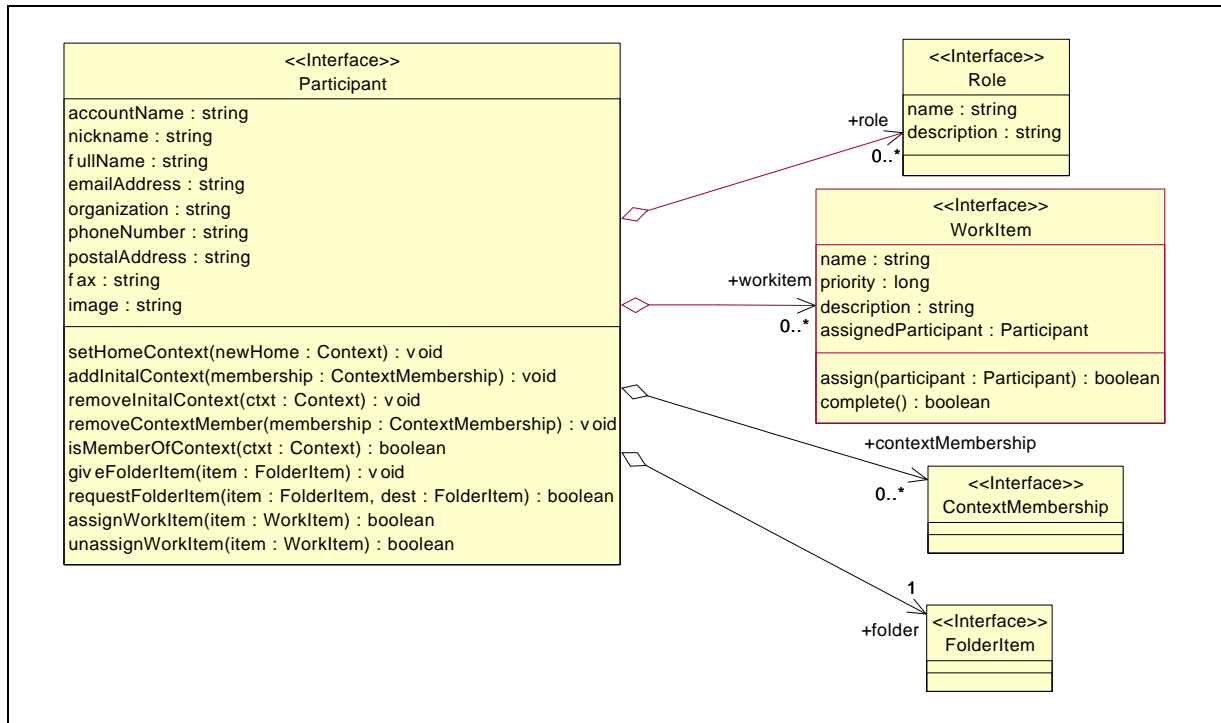 <<Interface>>
Participant
accountName : string
nickname : string
fullName : string
emailAddress : string
organization : string
phoneNumber : string
postalAddress : string
fax : string
image : string
setHomeContext(newHome : Context) : void
addInitalContext(membership : ContextMembership) : void
removeInitalContext(ctxt : Context) : void
removeContextMember(membership : ContextMembership) : void
isMemberOfContext(ctxt : Context) : boolean
giveFolderItem(item : FolderItem) : void
requestFolderItem(item : FolderItem, dest : FolderItem) : boolean
assignWorkItem(item : WorkItem) : boolean
unassignWorkItem(item : WorkItem) : boolean
+role
0..*
<<Interface>>
Role
name : string
description : string
+workitem
0..*
<<Interface>>
WorkItem
name : string
priority : long
description : string
assignedParticipant : Participant
assign(participant : Participant) : boolean
complete() : boolean
+contextMembership
0..*
<<Interface>>
ContextMembership
1
+folder
<<Interface>>
FolderItem